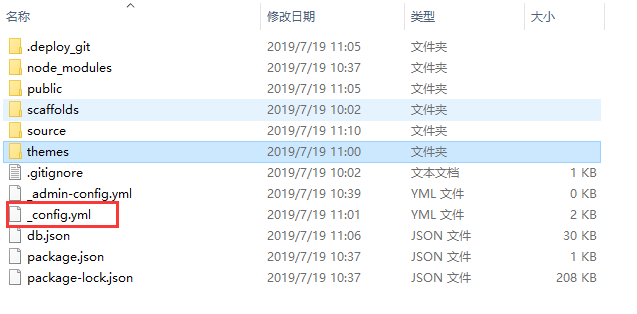 名称 修改日期 类型 大小
.deploy_git 2019/7/19 11:05 文件夹
node_modules 2019/7/19 10:37 文件夹
public 2019/7/19 11:05 文件夹
scaffolds 2019/7/19 10:02 文件夹
source 2019/7/19 11:10 文件夹
themes 2019/7/19 11:00 文件夹
.gitignore 2019/7/19 10:02 文本文档 1 KB
_admin-config.yml 2019/7/19 10:39 YML 文件 0 KB
_config.yml 2019/7/19 11:01 YML 文件 2 KB
db.json 2019/7/19 11:06 JSON 文件 30 KB
package.json 2019/7/19 10:37 JSON 文件 1 KB
package-lock.json 2019/7/19 10:37 JSON 文件 208 KB